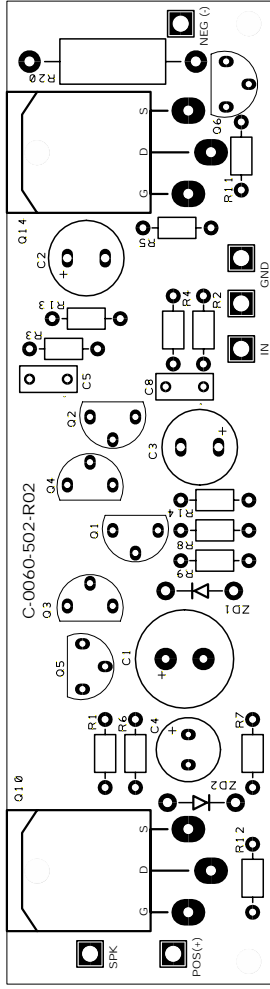 NEG (-)
R20
Q6
S
D
G
R11
Q14
R5
C2
GND
R13
R4
R2
R3
IN
C5
C8
Q2
C3
Q4
R14
Q1
R8
R9
C-0060-502-R02
Q3
ZD1
C1
Q5
R1
R6
C4
R7
Q10
ZD2
S
D
G
R12
SPK
POS(+)